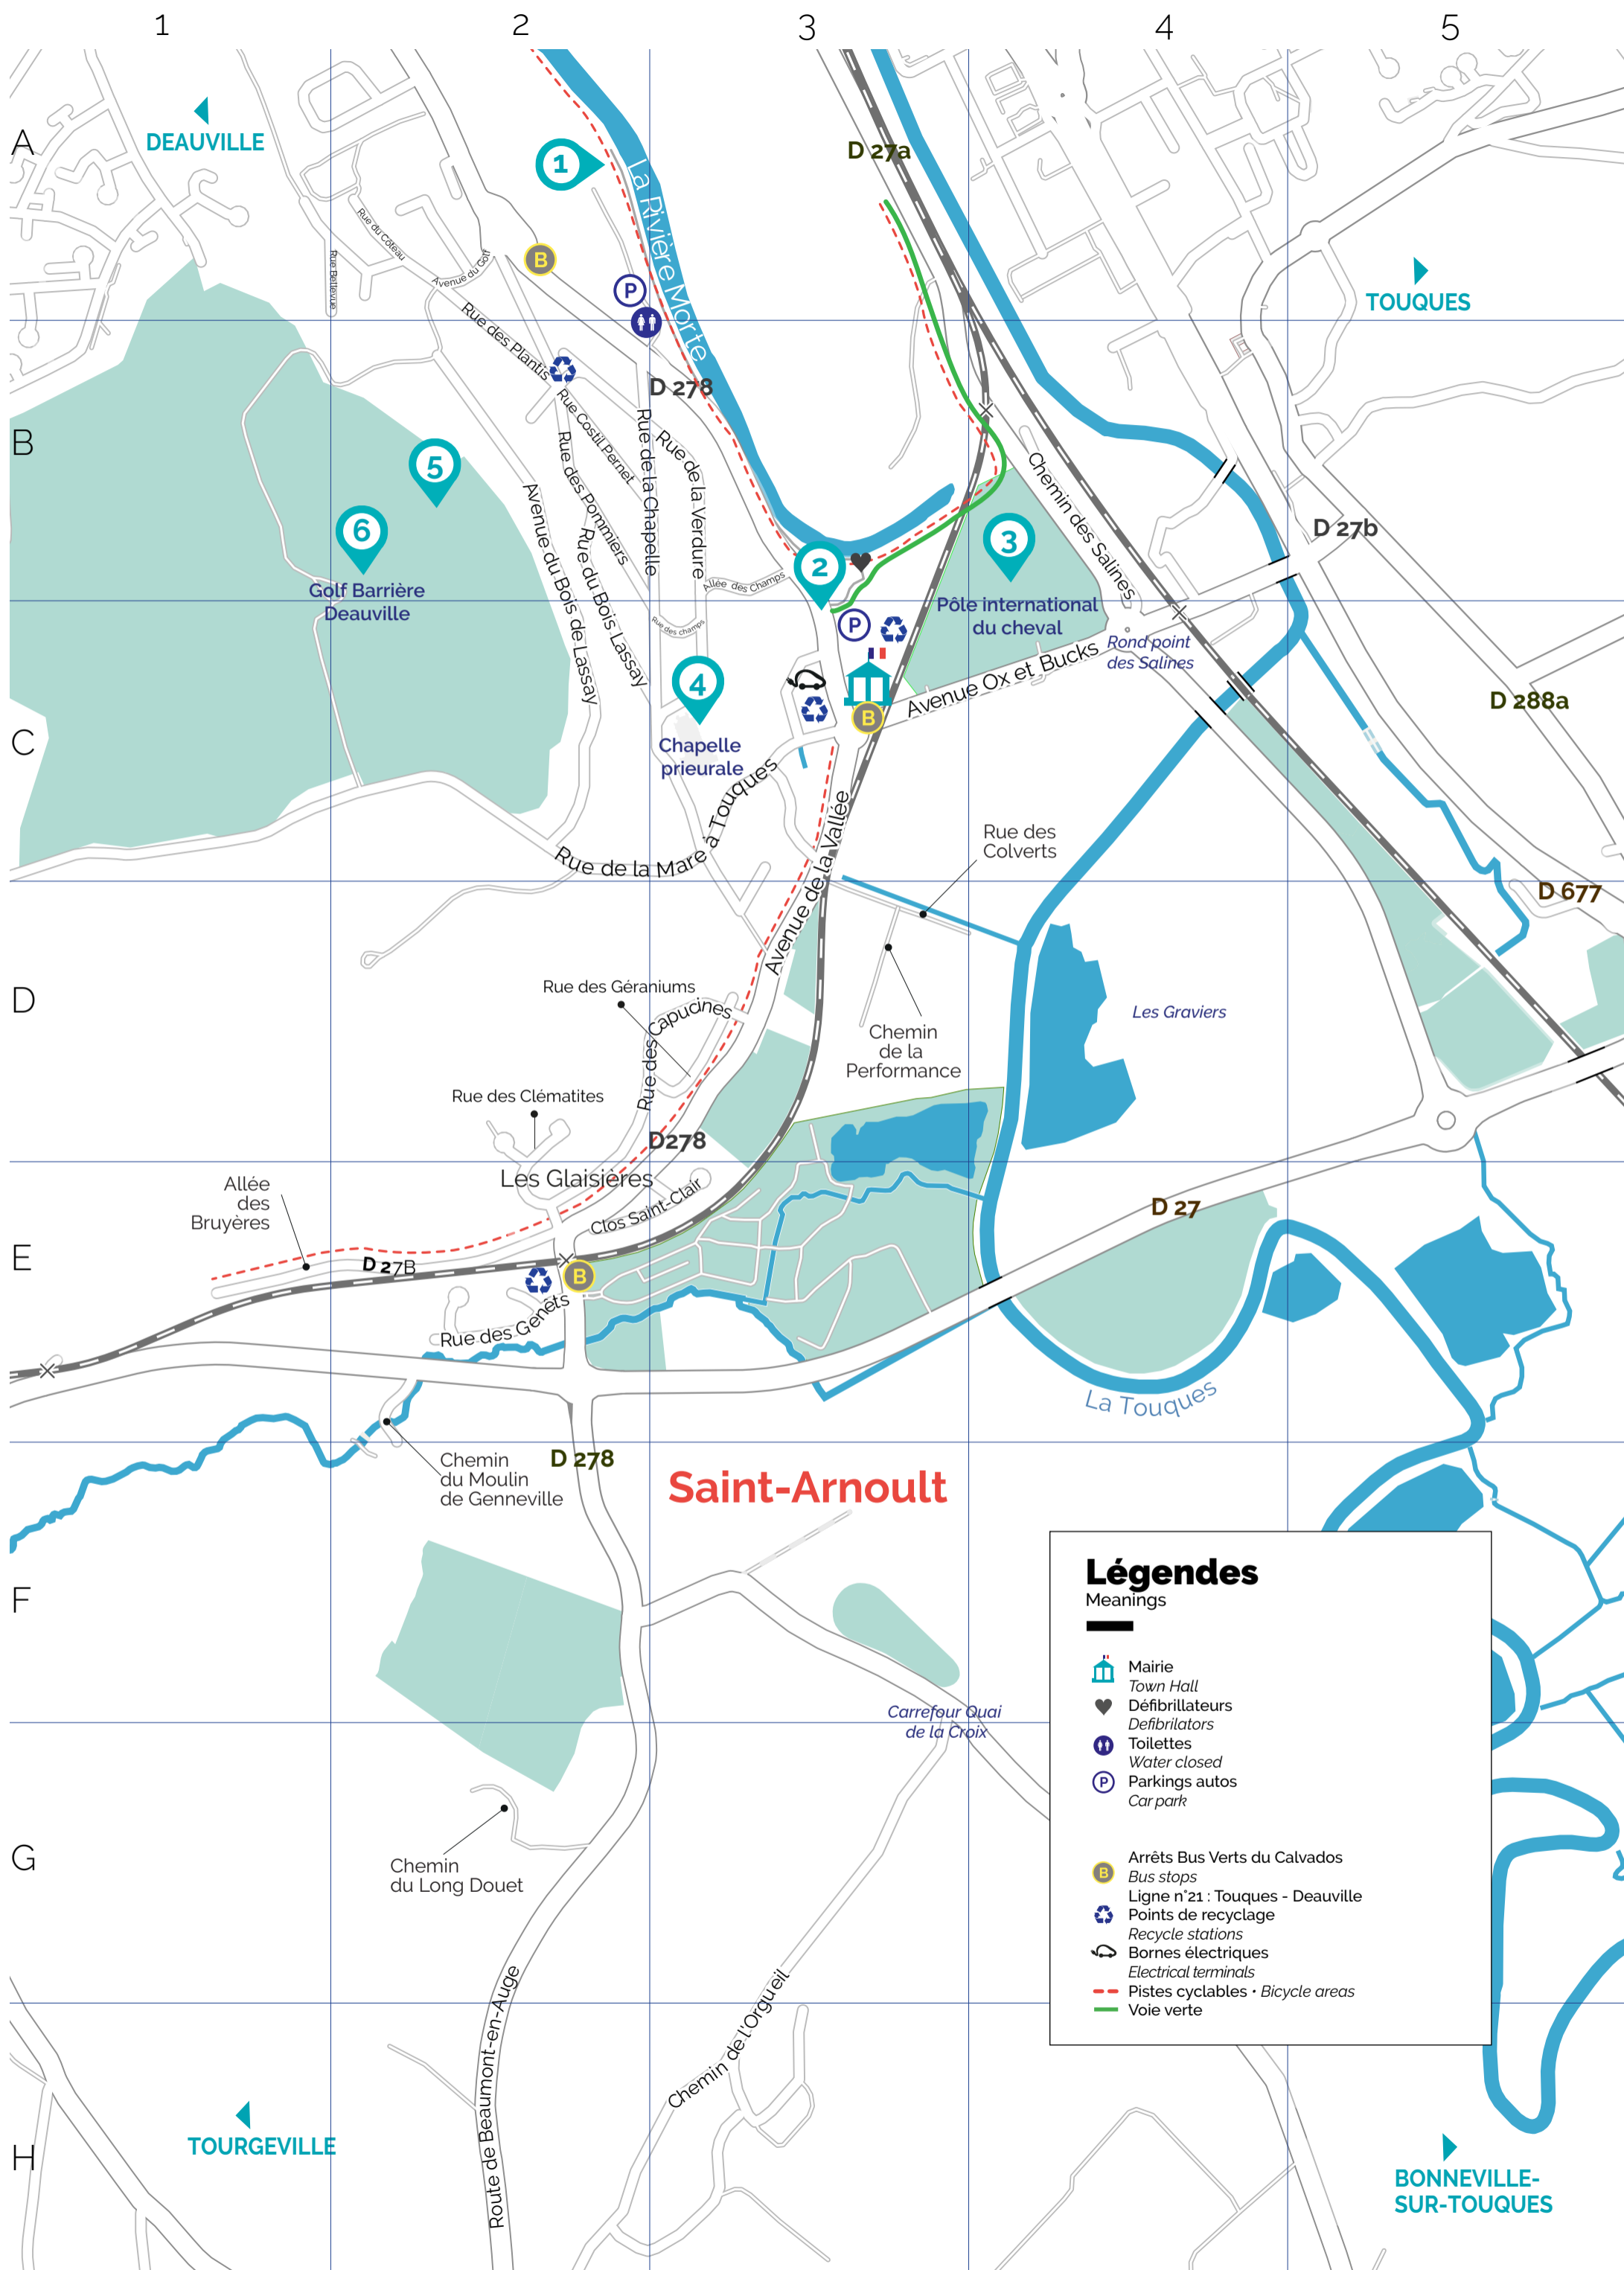 1 2 3 4 5
A
DEAUVILLE
1
La Rivière Morte
D 27a
TOUQUES
Rue du Coteau
Rue Bellevue
Avenue du Golf
B
P
Rue des Plantis
D 278
B
Rue Costil Pernet
Rue de la Chapelle
Rue de la Verdure
Rue des Pommiers
Avenue du Bois de Lassay
Rue du Bois Lassay
Chemin des Salines
D 27b
5
6
Golf Barrière
Deauville
2
3
Allée des Champs
Pôle international
du cheval
P
Rue des champs
Rond point
des Salines
4
Avenue Ox et Bucks
B
D 288a
C
Chapelle
prieurale
Rue de la Mare à Touques
Avenue de la Vallée
Rue des
Colverts
D 677
D
Rue des Géraniums
Rue des Capucines
Les Graviers
Chemin
de la
Performance
Rue des Clématites
D278
Les Glaisières
Allée
des
Bruyères
Clos Saint-Clair
D 27
E
D 27B
B
Rue des Genêts
La Touques
Chemin
du Moulin
de Genneville
D 278
Saint-Arnoult
F
Carrefour Quai
de la Croix
G
Chemin
du Long Douet
Route de Beaumont-en-Auge
Chemin de l'Orgueil
H
TOURGEVILLE
BONNEVILLE-
SUR-TOUQUES
Légendes
Meanings
Mairie
Town Hall
Défibrillateurs
Defibrilators
Toilettes
Water closed
P Parkings autos
Car park
Arrêts Bus Verts du Calvados
B Bus stops
Ligne n°21 : Touques - Deauville
Points de recyclage
Recycle stations
Bornes électriques
Electrical terminals
Pistes cyclables • Bicycle areas
Voie verte